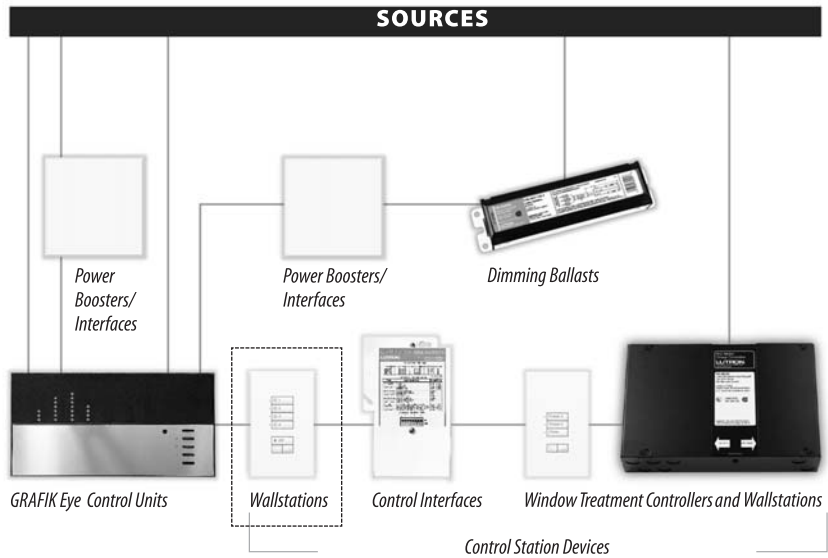 SOURCES
Power
Boosters/
Interfaces
Power Boosters/
Interfaces
Dimming Ballasts
LUTRON
GRAFIK Eye Control Units
Wallstations
Control Interfaces
Window Treatment Controllers and Wallstations
Control Station Devices